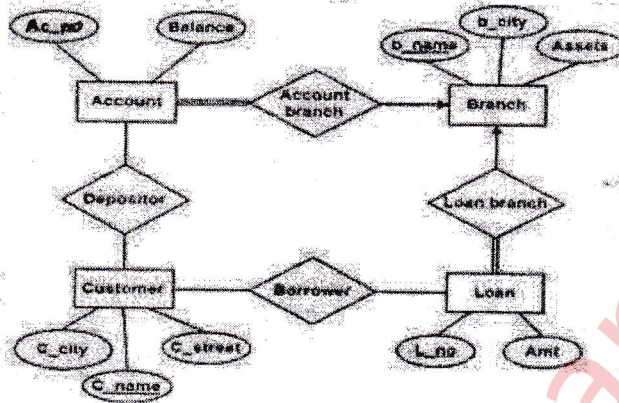 Ac_no
Balance
b_city
b_name
Assets
Account
Account
branch
Branch
Depositor
Loan branch
Customer
Borrower
Loan
C_city
C_street
C_name
L_no
Amt